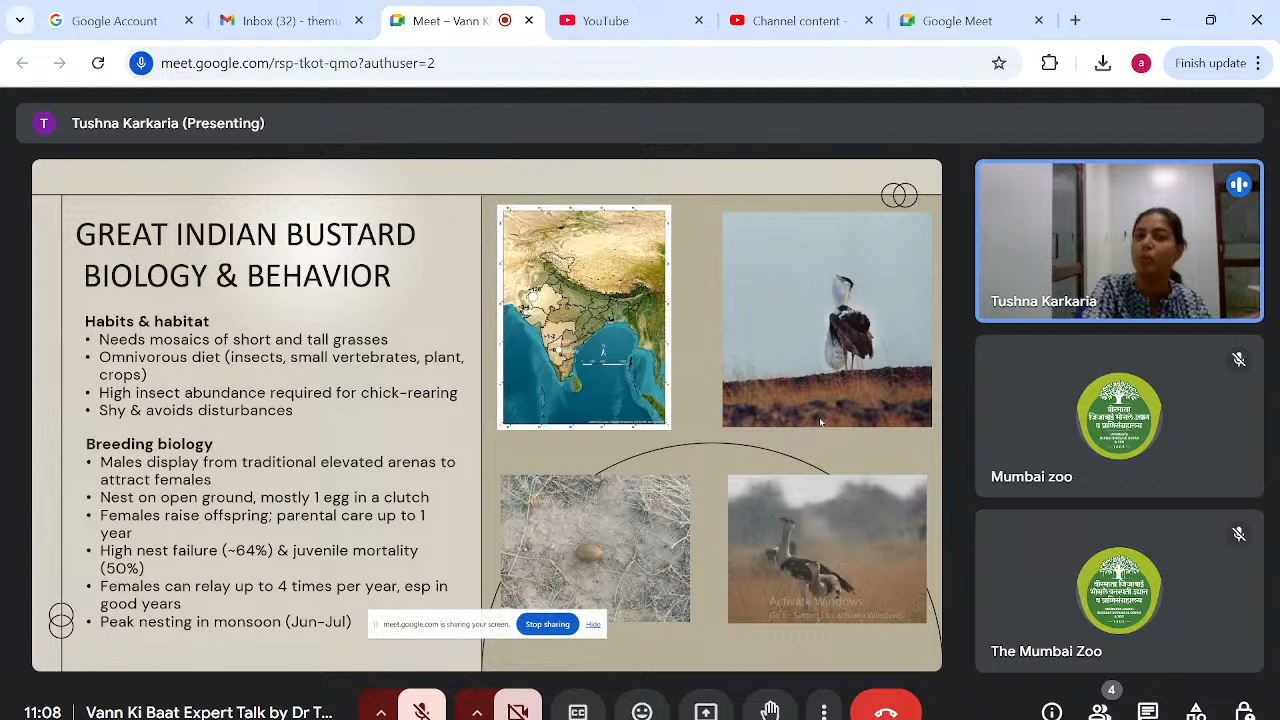 Google Account
Inbox (32) - themu
Meet – Vann K
YouTube
Channel content -
Google Meet
meet.google.com/rsp-tkot-qmo?authuser=2
a
Finish update
T
Tushna Karkaria (Presenting)
GREAT INDIAN BUSTARD
BIOLOGY & BEHAVIOR
Habits & habitat
• Needs mosaics of short and tall grasses
• Omnivorous diet (insects, small vertebrates, plant,
crops)
• High insect abundance required for chick-rearing
• Shy & avoids disturbances
Breeding biology
• Males display from traditional elevated arenas to
attract females
• Nest on open ground, mostly 1 egg in a clutch
• Females raise offspring; parental care up to 1
year
• High nest failure (~64%) & juvenile mortality
(50%)
• Females can relay up to 4 times per year, esp in
good years
• Peak nesting in monsoon (Jun-Jul)
Activate Windows
Go to Settings to activate Windows.
meet.google.com is sharing your screen.
Stop sharing
Hide
Tushna Karkaria
Mumbai zoo
The Mumbai Zoo
4
11:08
Vann Ki Baat Expert Talk by Dr T...